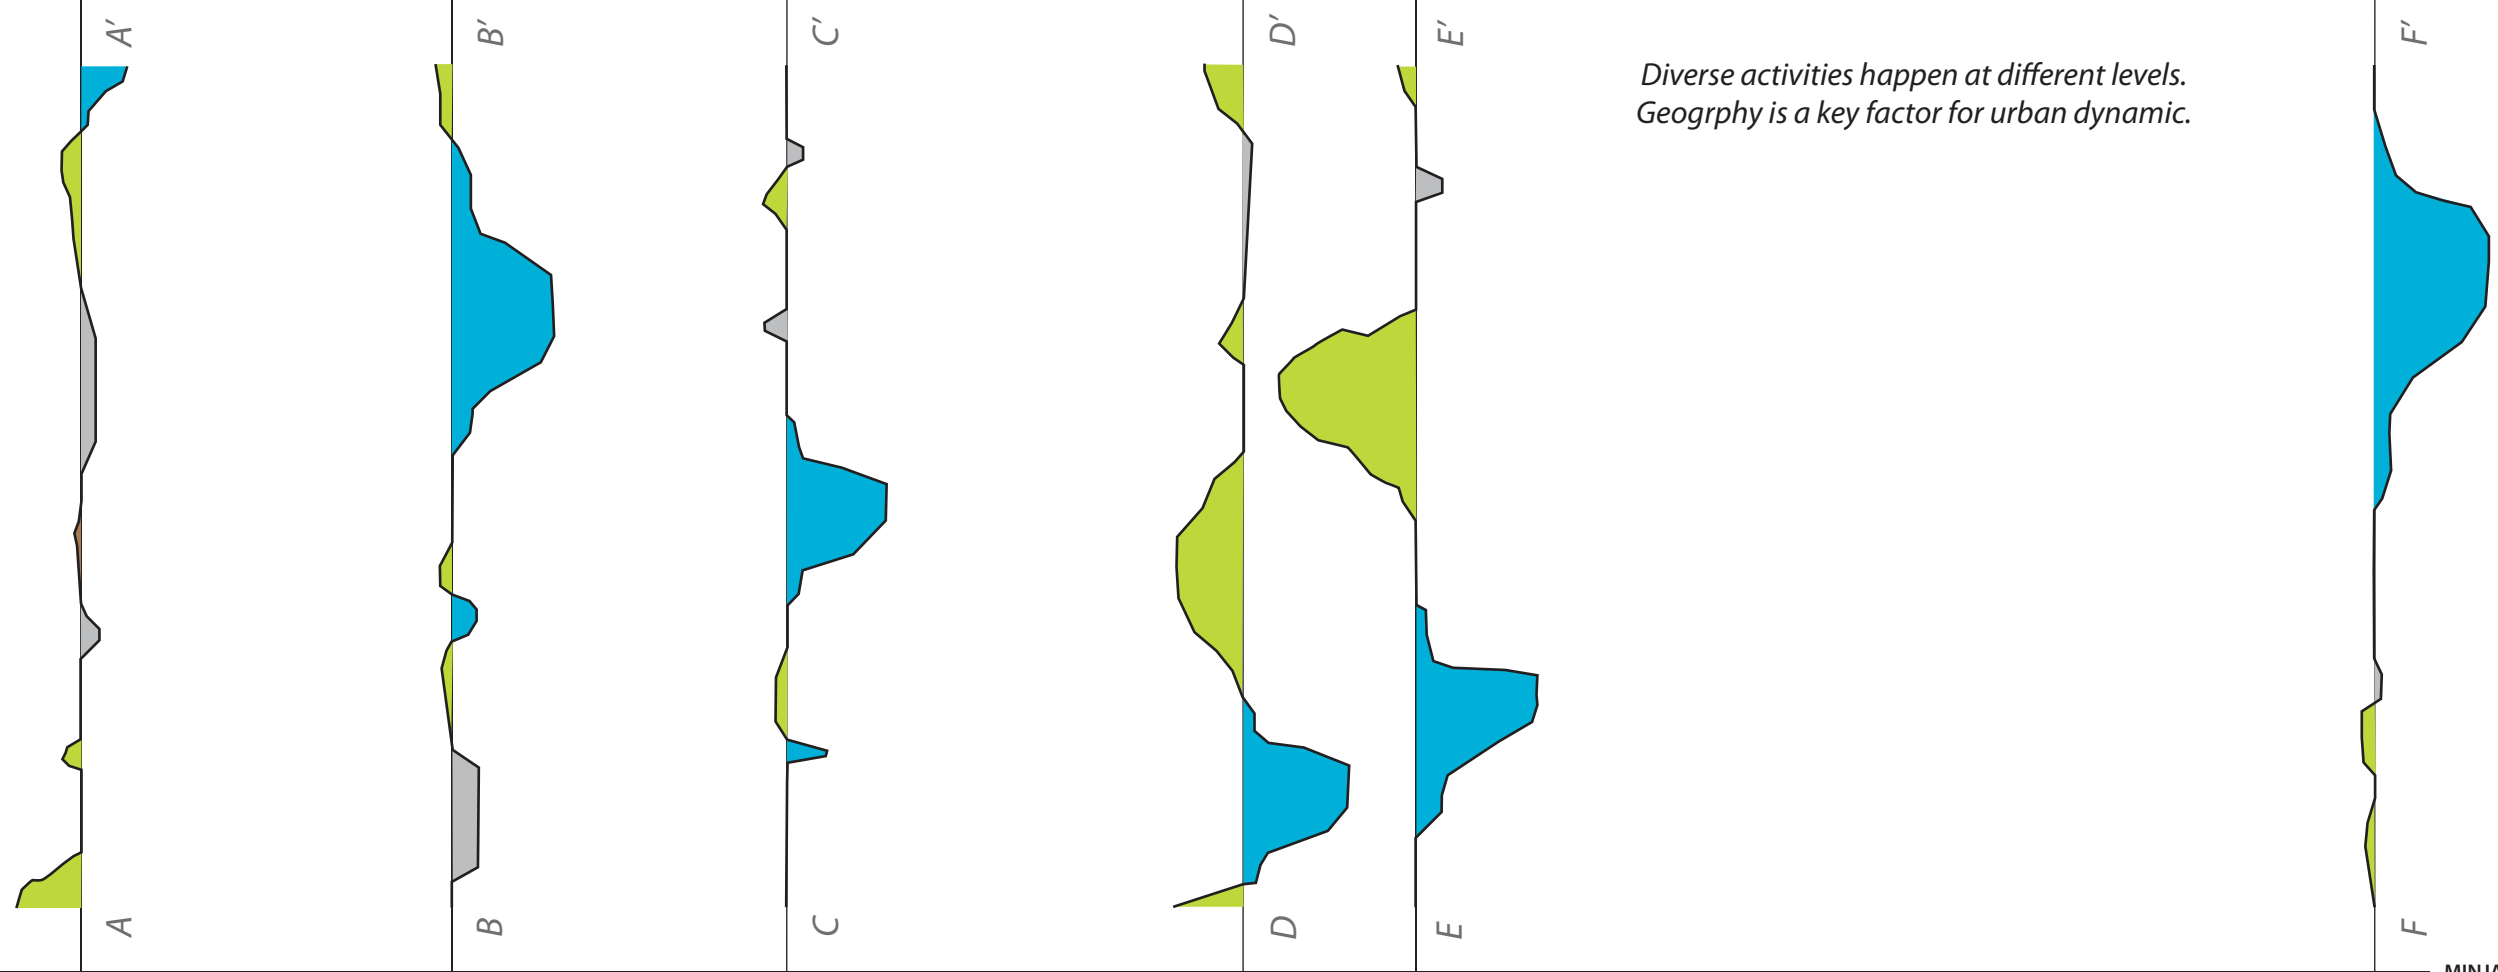 A′
B′
C′
D′
E′
F′
Diverse activities happen at different levels.
Geogrphy is a key factor for urban dynamic.
A
B
C
D
E
F